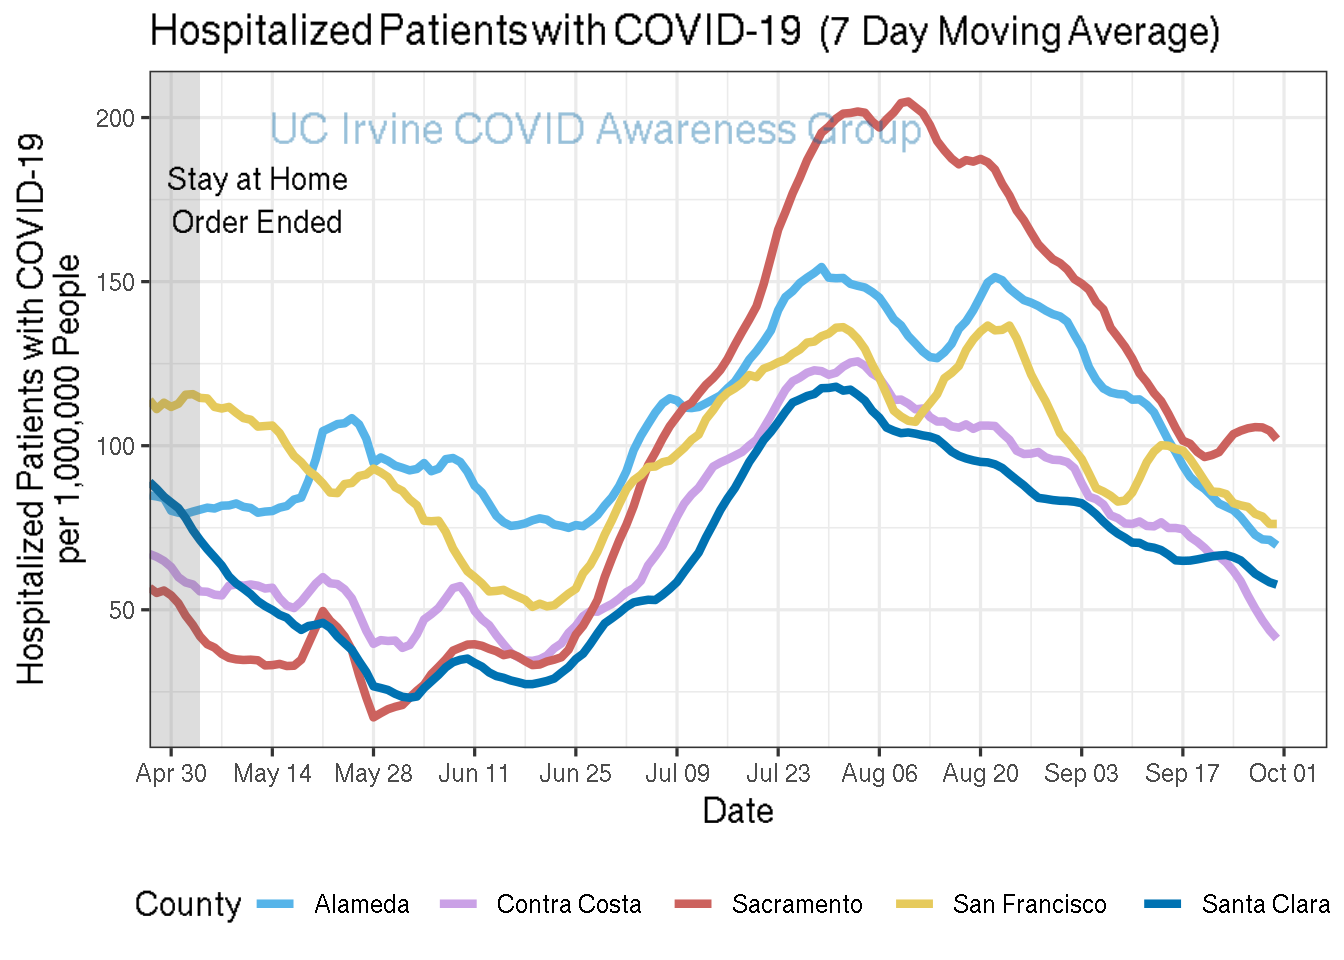 Hospitalized Patients with COVID-19 (7 Day Moving Average)
UC Irvine COVID Awareness Group
Stay at Home
Order Ended
Hospitalized Patients with COVID-19
per 1,000,000 People
200
150
100
50
Apr 30 May 14 May 28 Jun 11 Jun 25 Jul 09 Jul 23 Aug 06 Aug 20 Sep 03 Sep 17 Oct 01
Date
County Alameda Contra Costa Sacramento San Francisco Santa Clara